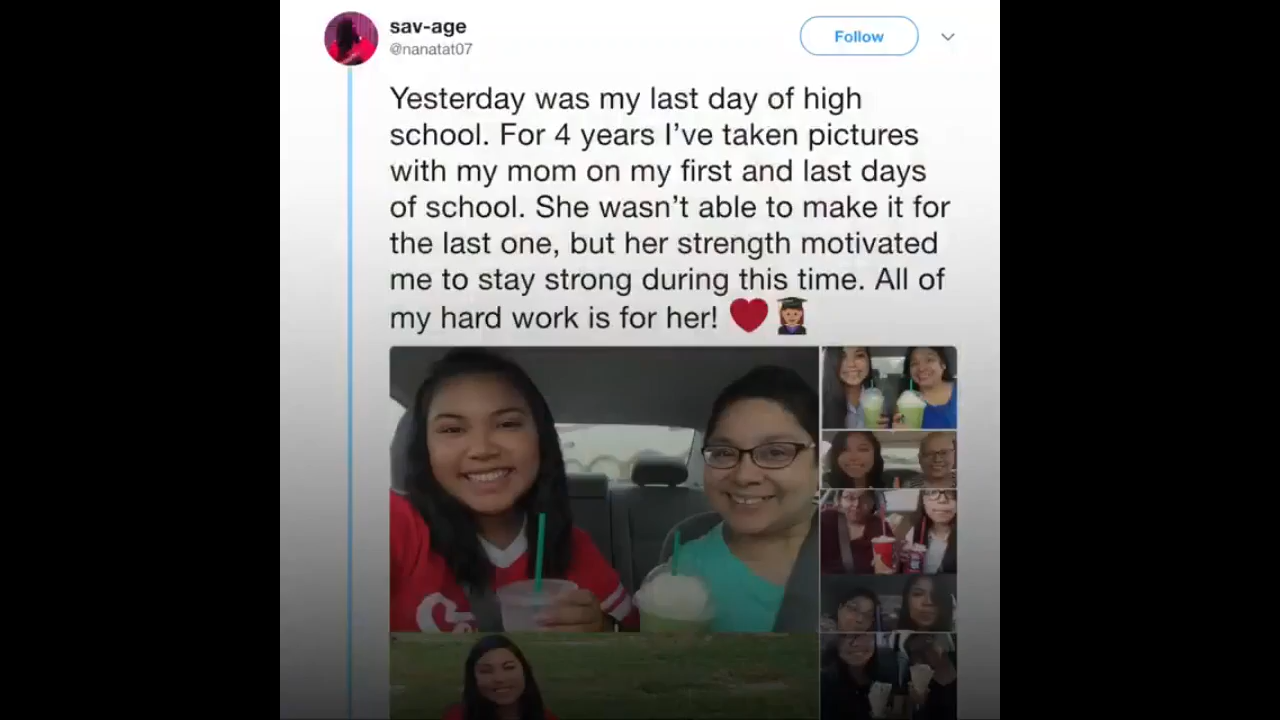 sav-age
@nanatat07
Follow
Yesterday was my last day of high
school. For 4 years I’ve taken pictures
with my mom on my first and last days
of school. She wasn’t able to make it for
the last one, but her strength motivated
me to stay strong during this time. All of
my hard work is for her! ❤️👩🏽‍🎓